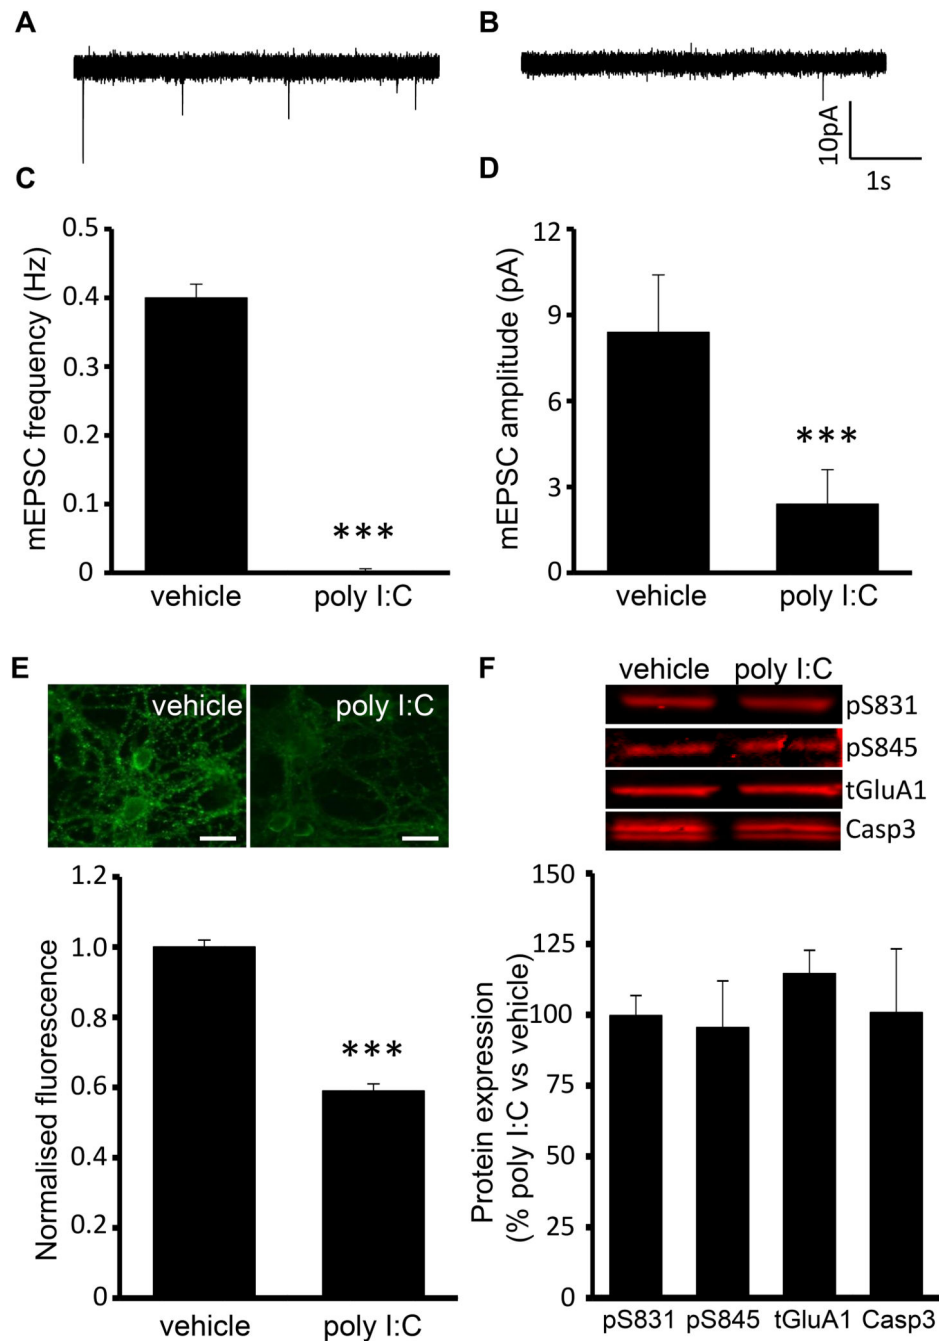 A
B
10pA
1s
C
mEPSC frequency (Hz)
0.5
0.4
0.3
0.2
0.1
0
***
vehicle
poly I:C
D
mEPSC amplitude (pA)
12
9
6
3
0
***
vehicle
poly I:C
E
vehicle
poly I:C
Normalised fluorescence
1.2
1.0
0.8
0.6
0.4
0.2
0
***
vehicle
poly I:C
F
vehicle
poly I:C
pS831
pS845
tGluA1
Casp3
Protein expression
(% poly I:C vs vehicle)
150
125
100
75
50
25
0
pS831
pS845
tGluA1
Casp3